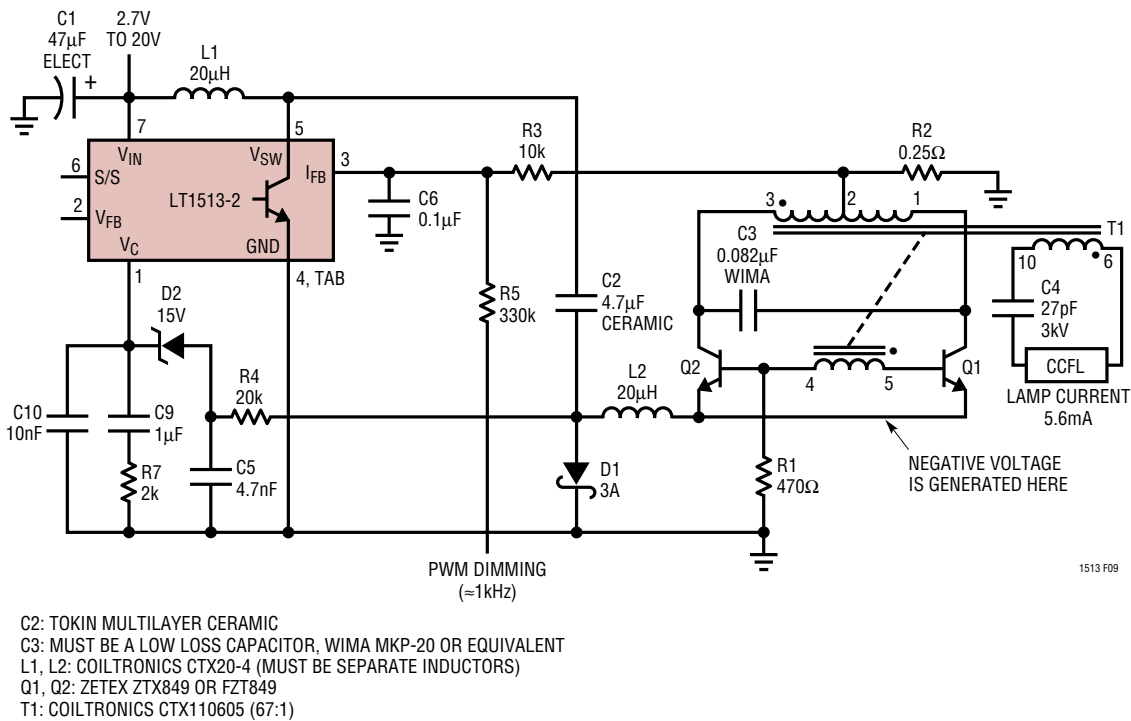 C1
47µF
ELECT
+
2.7V
TO 20V
L1
20µH
7
5
VIN
VSW
6
S/S
IFB
3
LT1513-2
2
VFB
VC
GND
1
4, TAB
R3
10k
C6
0.1µF
R2
0.25Ω
3
2
1
T1
C3
0.082µF
WIMA
10
6
C4
27pF
3kV
CCFL
LAMP CURRENT
5.6mA
D2
15V
R5
330k
C2
4.7µF
CERAMIC
Q2
4
5
Q1
L2
20µH
R4
20k
C10
10nF
C9
1µF
R7
2k
C5
4.7nF
D1
3A
R1
470Ω
NEGATIVE VOLTAGE
IS GENERATED HERE
PWM DIMMING
(≈1kHz)
1513 F09
C2: TOKIN MULTILAYER CERAMIC
C3: MUST BE A LOW LOSS CAPACITOR, WIMA MKP-20 OR EQUIVALENT
L1, L2: COILTRONICS CTX20-4 (MUST BE SEPARATE INDUCTORS)
Q1, Q2: ZETEX ZTX849 OR FZT849
T1: COILTRONICS CTX110605 (67:1)